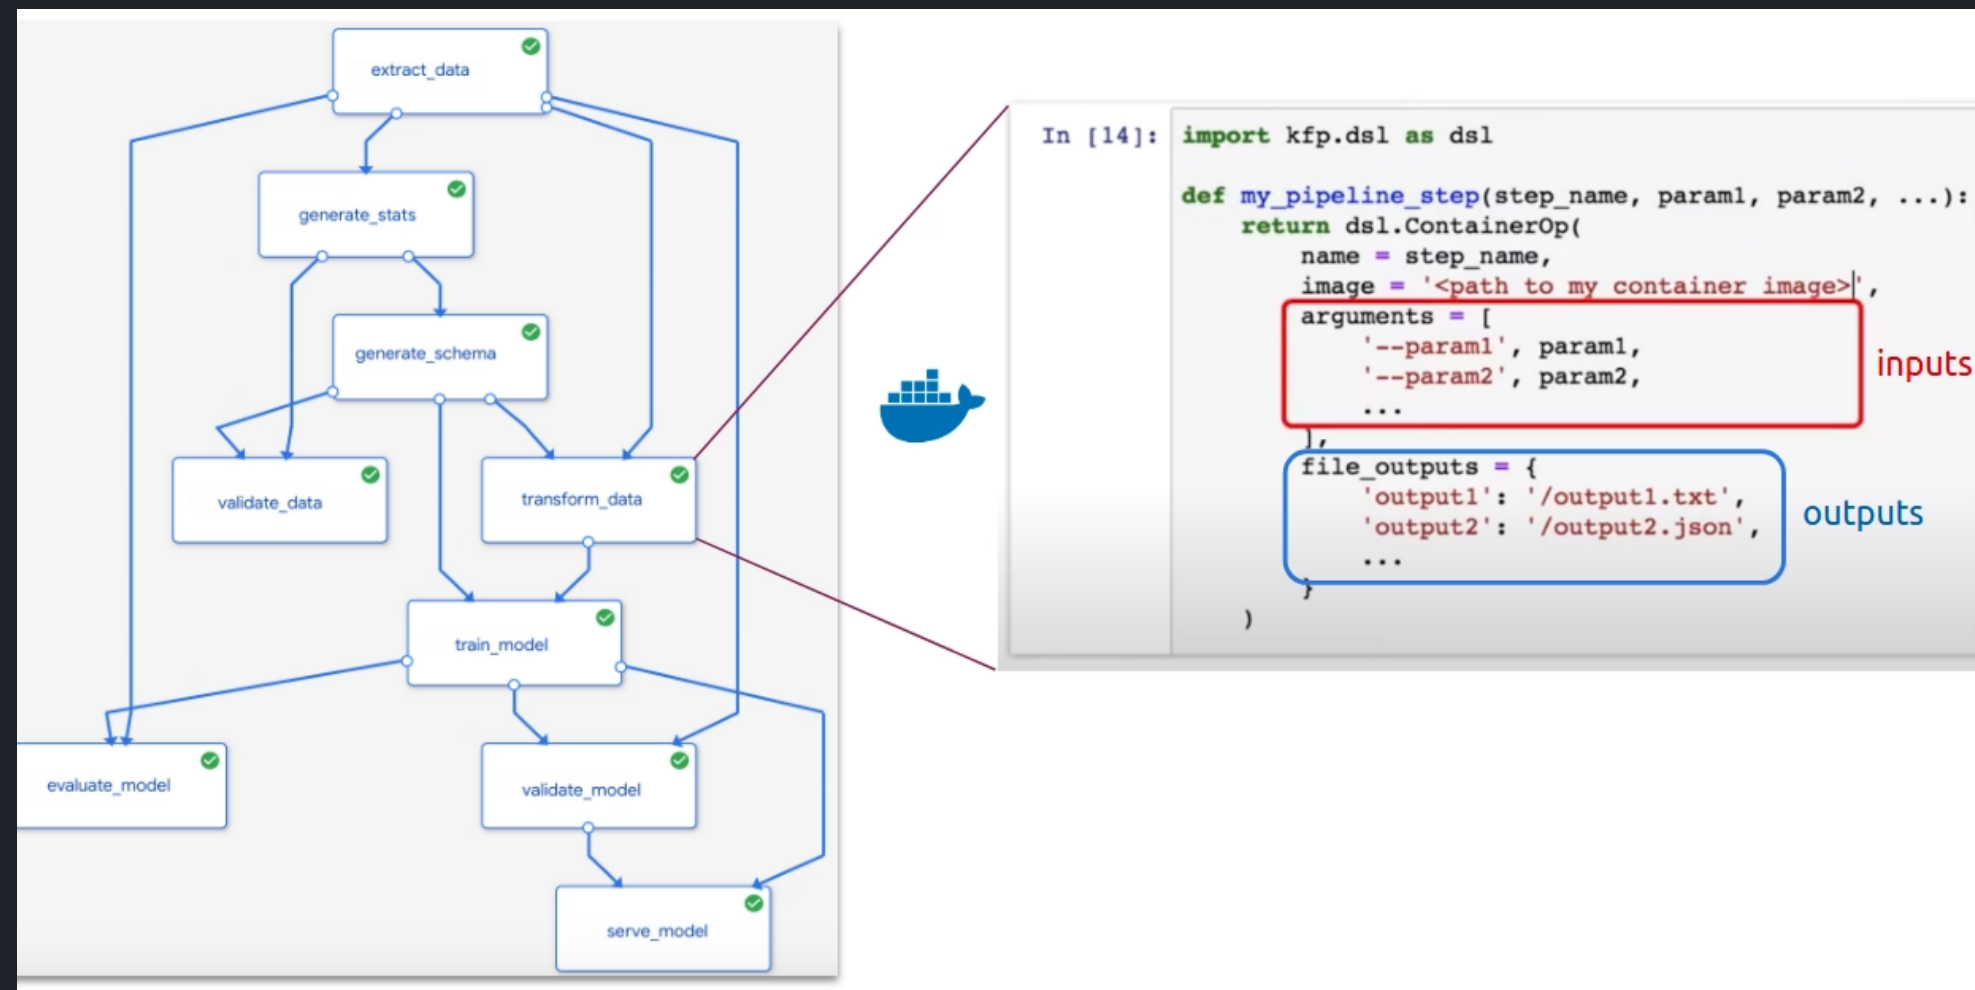 extract_data
generate_stats
generate_schema
validate_data
transform_data
train_model
evaluate_model
validate_model
serve_model
In [14]:
import kfp.dsl as dsl
def my_pipeline_step(step_name, param1, param2, ...):
return dsl.ContainerOp(
name = step_name,
image = '<path to my container image>',
arguments = [
'--param1', param1,
'--param2', param2,
...
],
inputs
file_outputs = {
'output1': '/output1.txt',
'output2': '/output2.json',
...
}
outputs
)